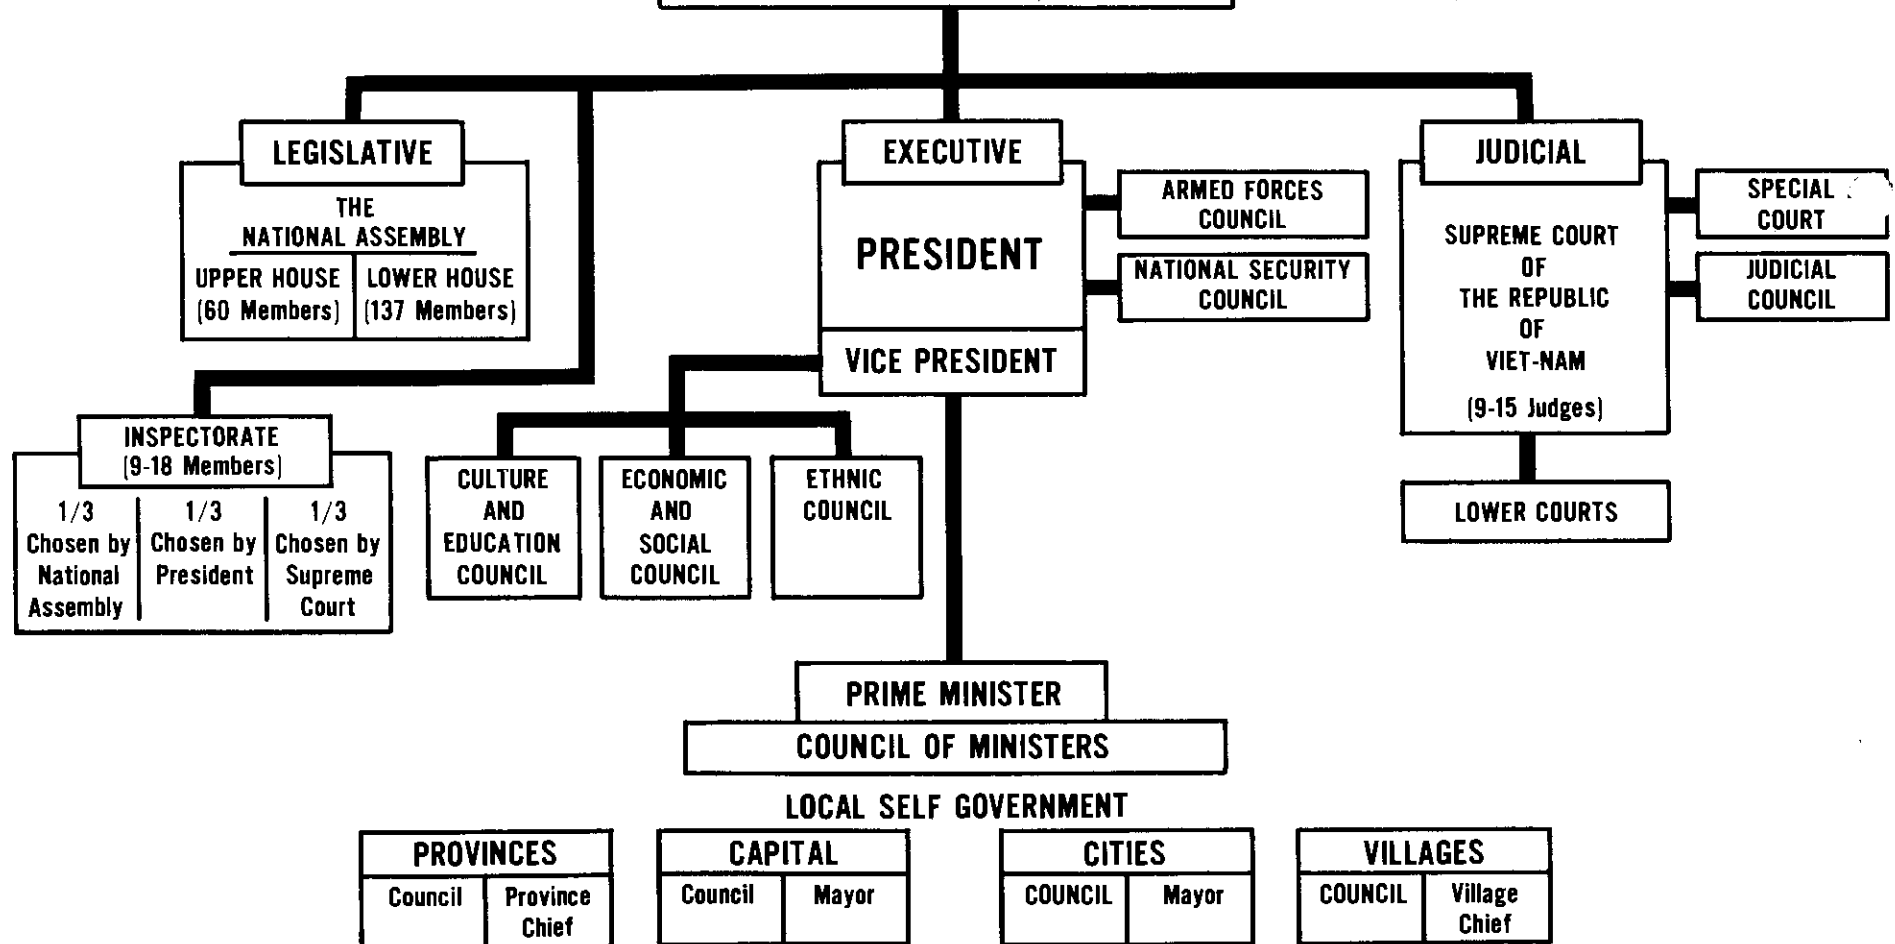 LEGISLATIVE
THE
NATIONAL ASSEMBLY
UPPER HOUSE
(60 Members)
LOWER HOUSE
(137 Members)
EXECUTIVE
PRESIDENT
VICE PRESIDENT
ARMED FORCES
COUNCIL
NATIONAL SECURITY
COUNCIL
JUDICIAL
SUPREME COURT
OF
THE REPUBLIC
OF
VIET-NAM
(9-15 Judges)
SPECIAL
COURT
JUDICIAL
COUNCIL
LOWER COURTS
INSPECTORATE
(9-18 Members)
1/3
Chosen by
National
Assembly
1/3
Chosen by
President
1/3
Chosen by
Supreme
Court
CULTURE
AND
EDUCATION
COUNCIL
ECONOMIC
AND
SOCIAL
COUNCIL
ETHNIC
COUNCIL
PRIME MINISTER
COUNCIL OF MINISTERS
LOCAL SELF GOVERNMENT
PROVINCES
Council
Province
Chief
CAPITAL
Council
Mayor
CITIES
COUNCIL
Mayor
VILLAGES
COUNCIL
Village
Chief